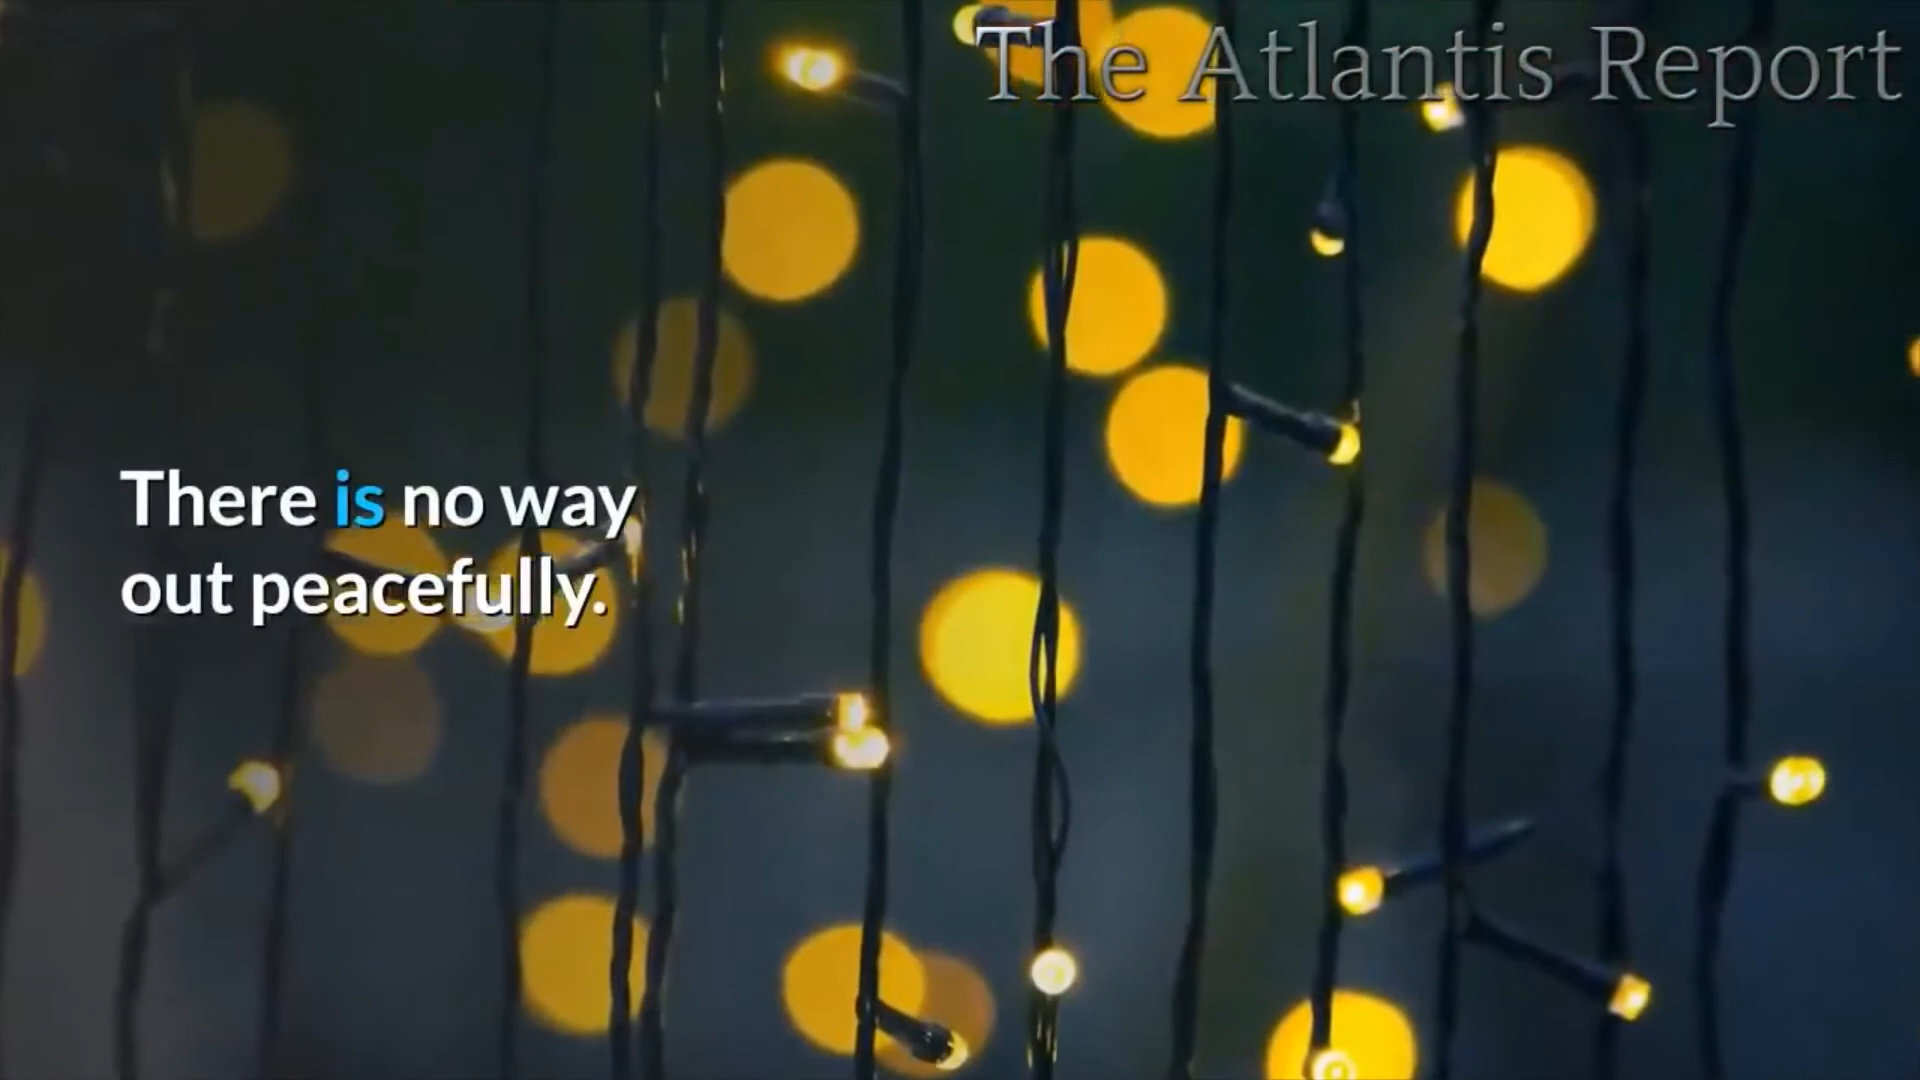 The Atlantis Report
There is no way
out peacefully.